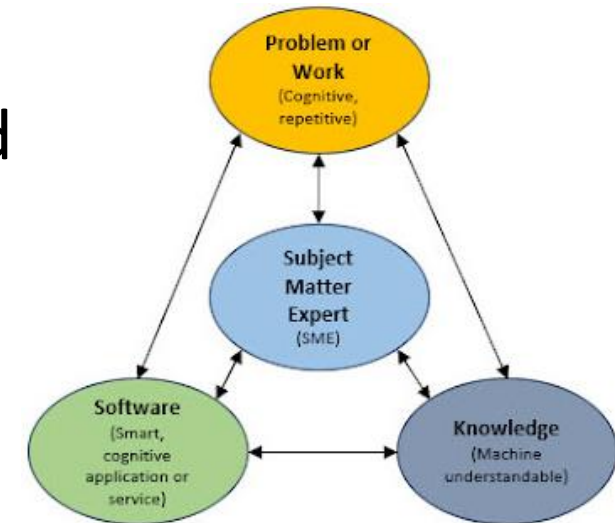 Problem or
Work
(Cognitive,
repetitive)
d
Subject
Matter
Expert
(SME)
Software
(Smart,
cognitive
application or
service)
Knowledge
(Machine
understandable)